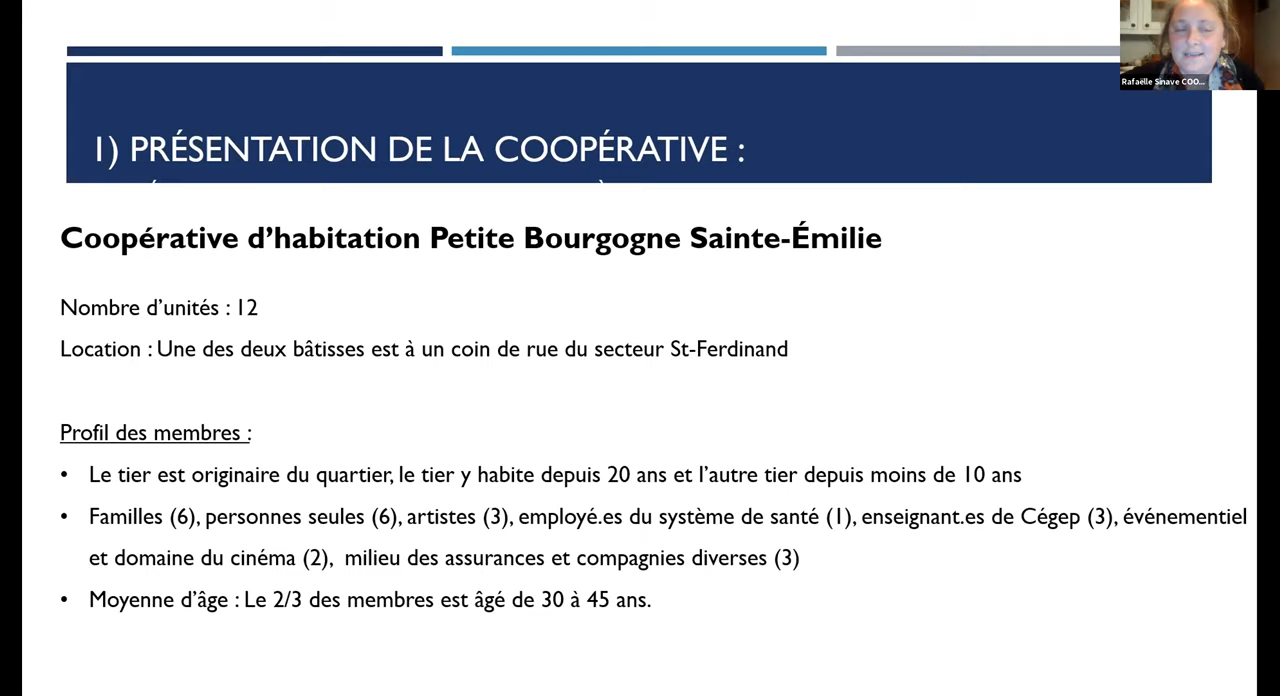 Rafaëlle Sinave COO...
1) PRÉSENTATION DE LA COOPÉRATIVE :
Coopérative d’habitation Petite Bourgogne Sainte-Émilie
Nombre d’unités : 12
Location : Une des deux bâtisses est à un coin de rue du secteur St-Ferdinand
Profil des membres :
• Le tier est originaire du quartier, le tier y habite depuis 20 ans et l’autre tier depuis moins de 10 ans
• Familles (6), personnes seules (6), artistes (3), employé.es du système de santé (1), enseignant.es de Cégep (3), événementiel
et domaine du cinéma (2), milieu des assurances et compagnies diverses (3)
• Moyenne d’âge : Le 2/3 des membres est âgé de 30 à 45 ans.